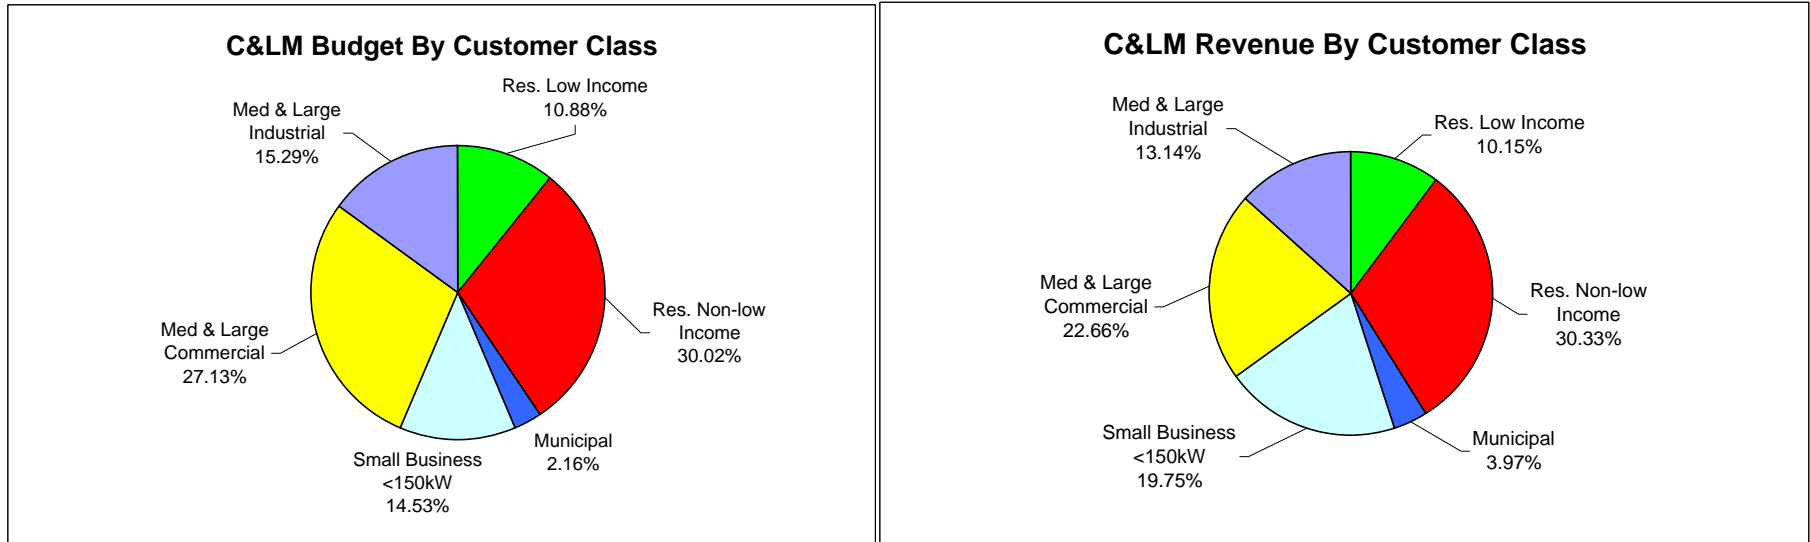 C&LM Budget By Customer Class
Res. Low Income
10.88%
Med & Large
Industrial
15.29%
Res. Non-low
Income
30.02%
Med & Large
Commercial
27.13%
Municipal
2.16%
Small Business
<150kW
14.53%
C&LM Revenue By Customer Class
Med & Large
Industrial
13.14%
Res. Low Income
10.15%
Med & Large
Commercial
22.66%
Res. Non-low
Income
30.33%
Small Business
<150kW
19.75%
Municipal
3.97%